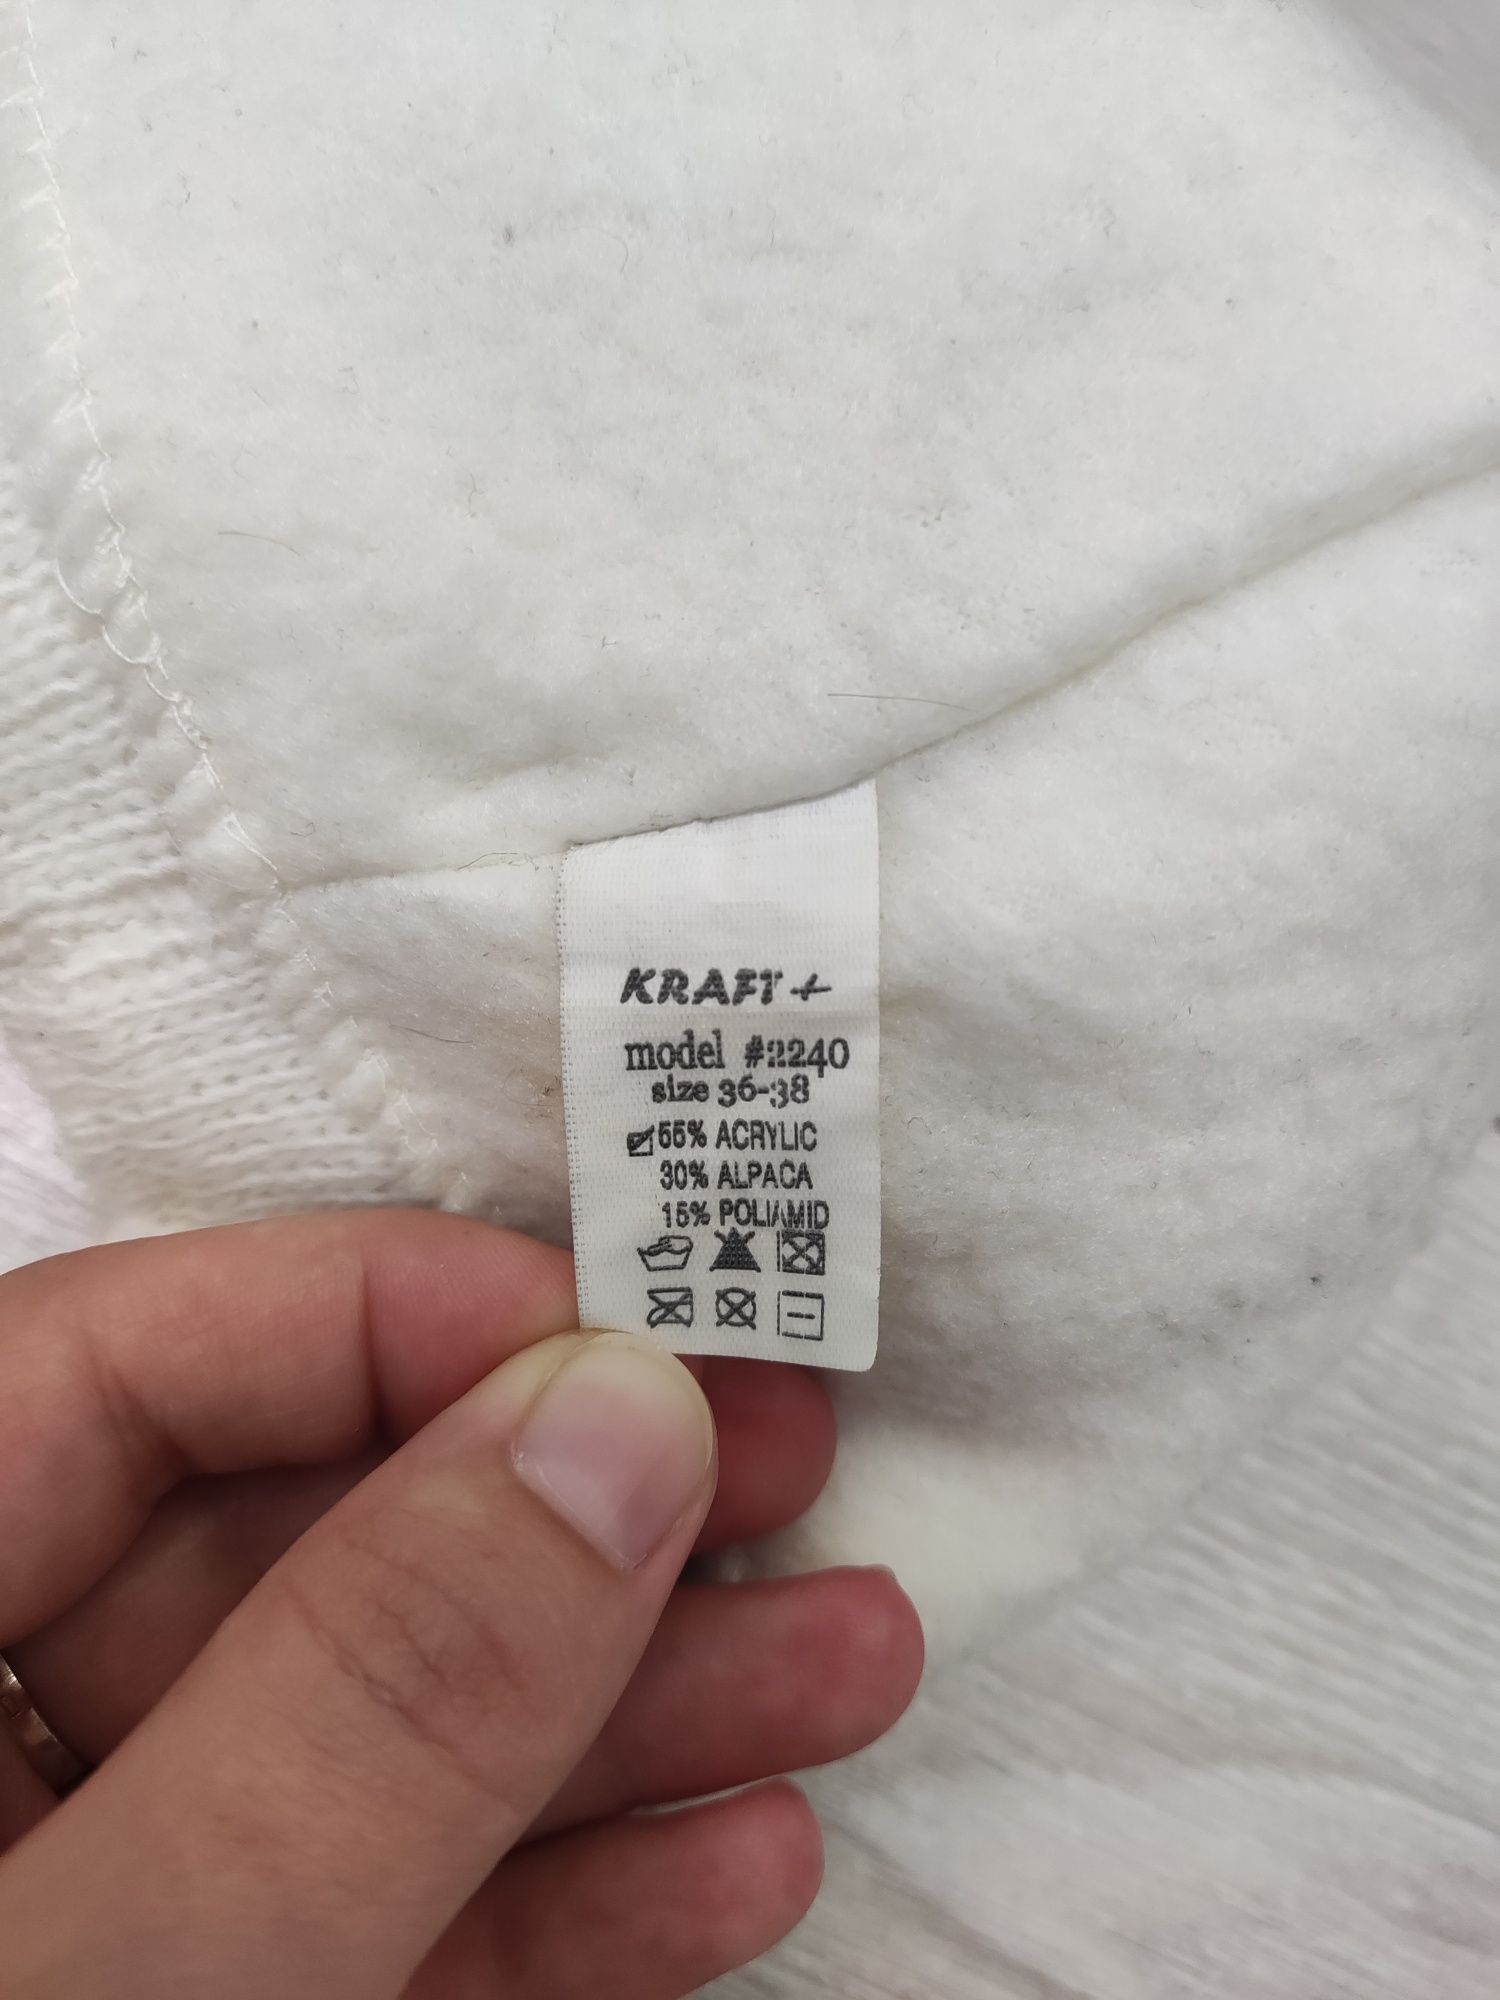 KRAFT +
model #2240
size 36-38
55% ACRYLIC
30% ALPACA
15% POLIAMID